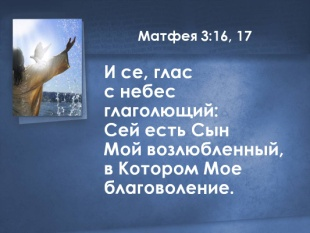 Матфея 3:16, 17
И се, глас
с небес
глаголющий:
Сей есть Сын
Мой возлюбленный,
в Котором Мое
благоволение.